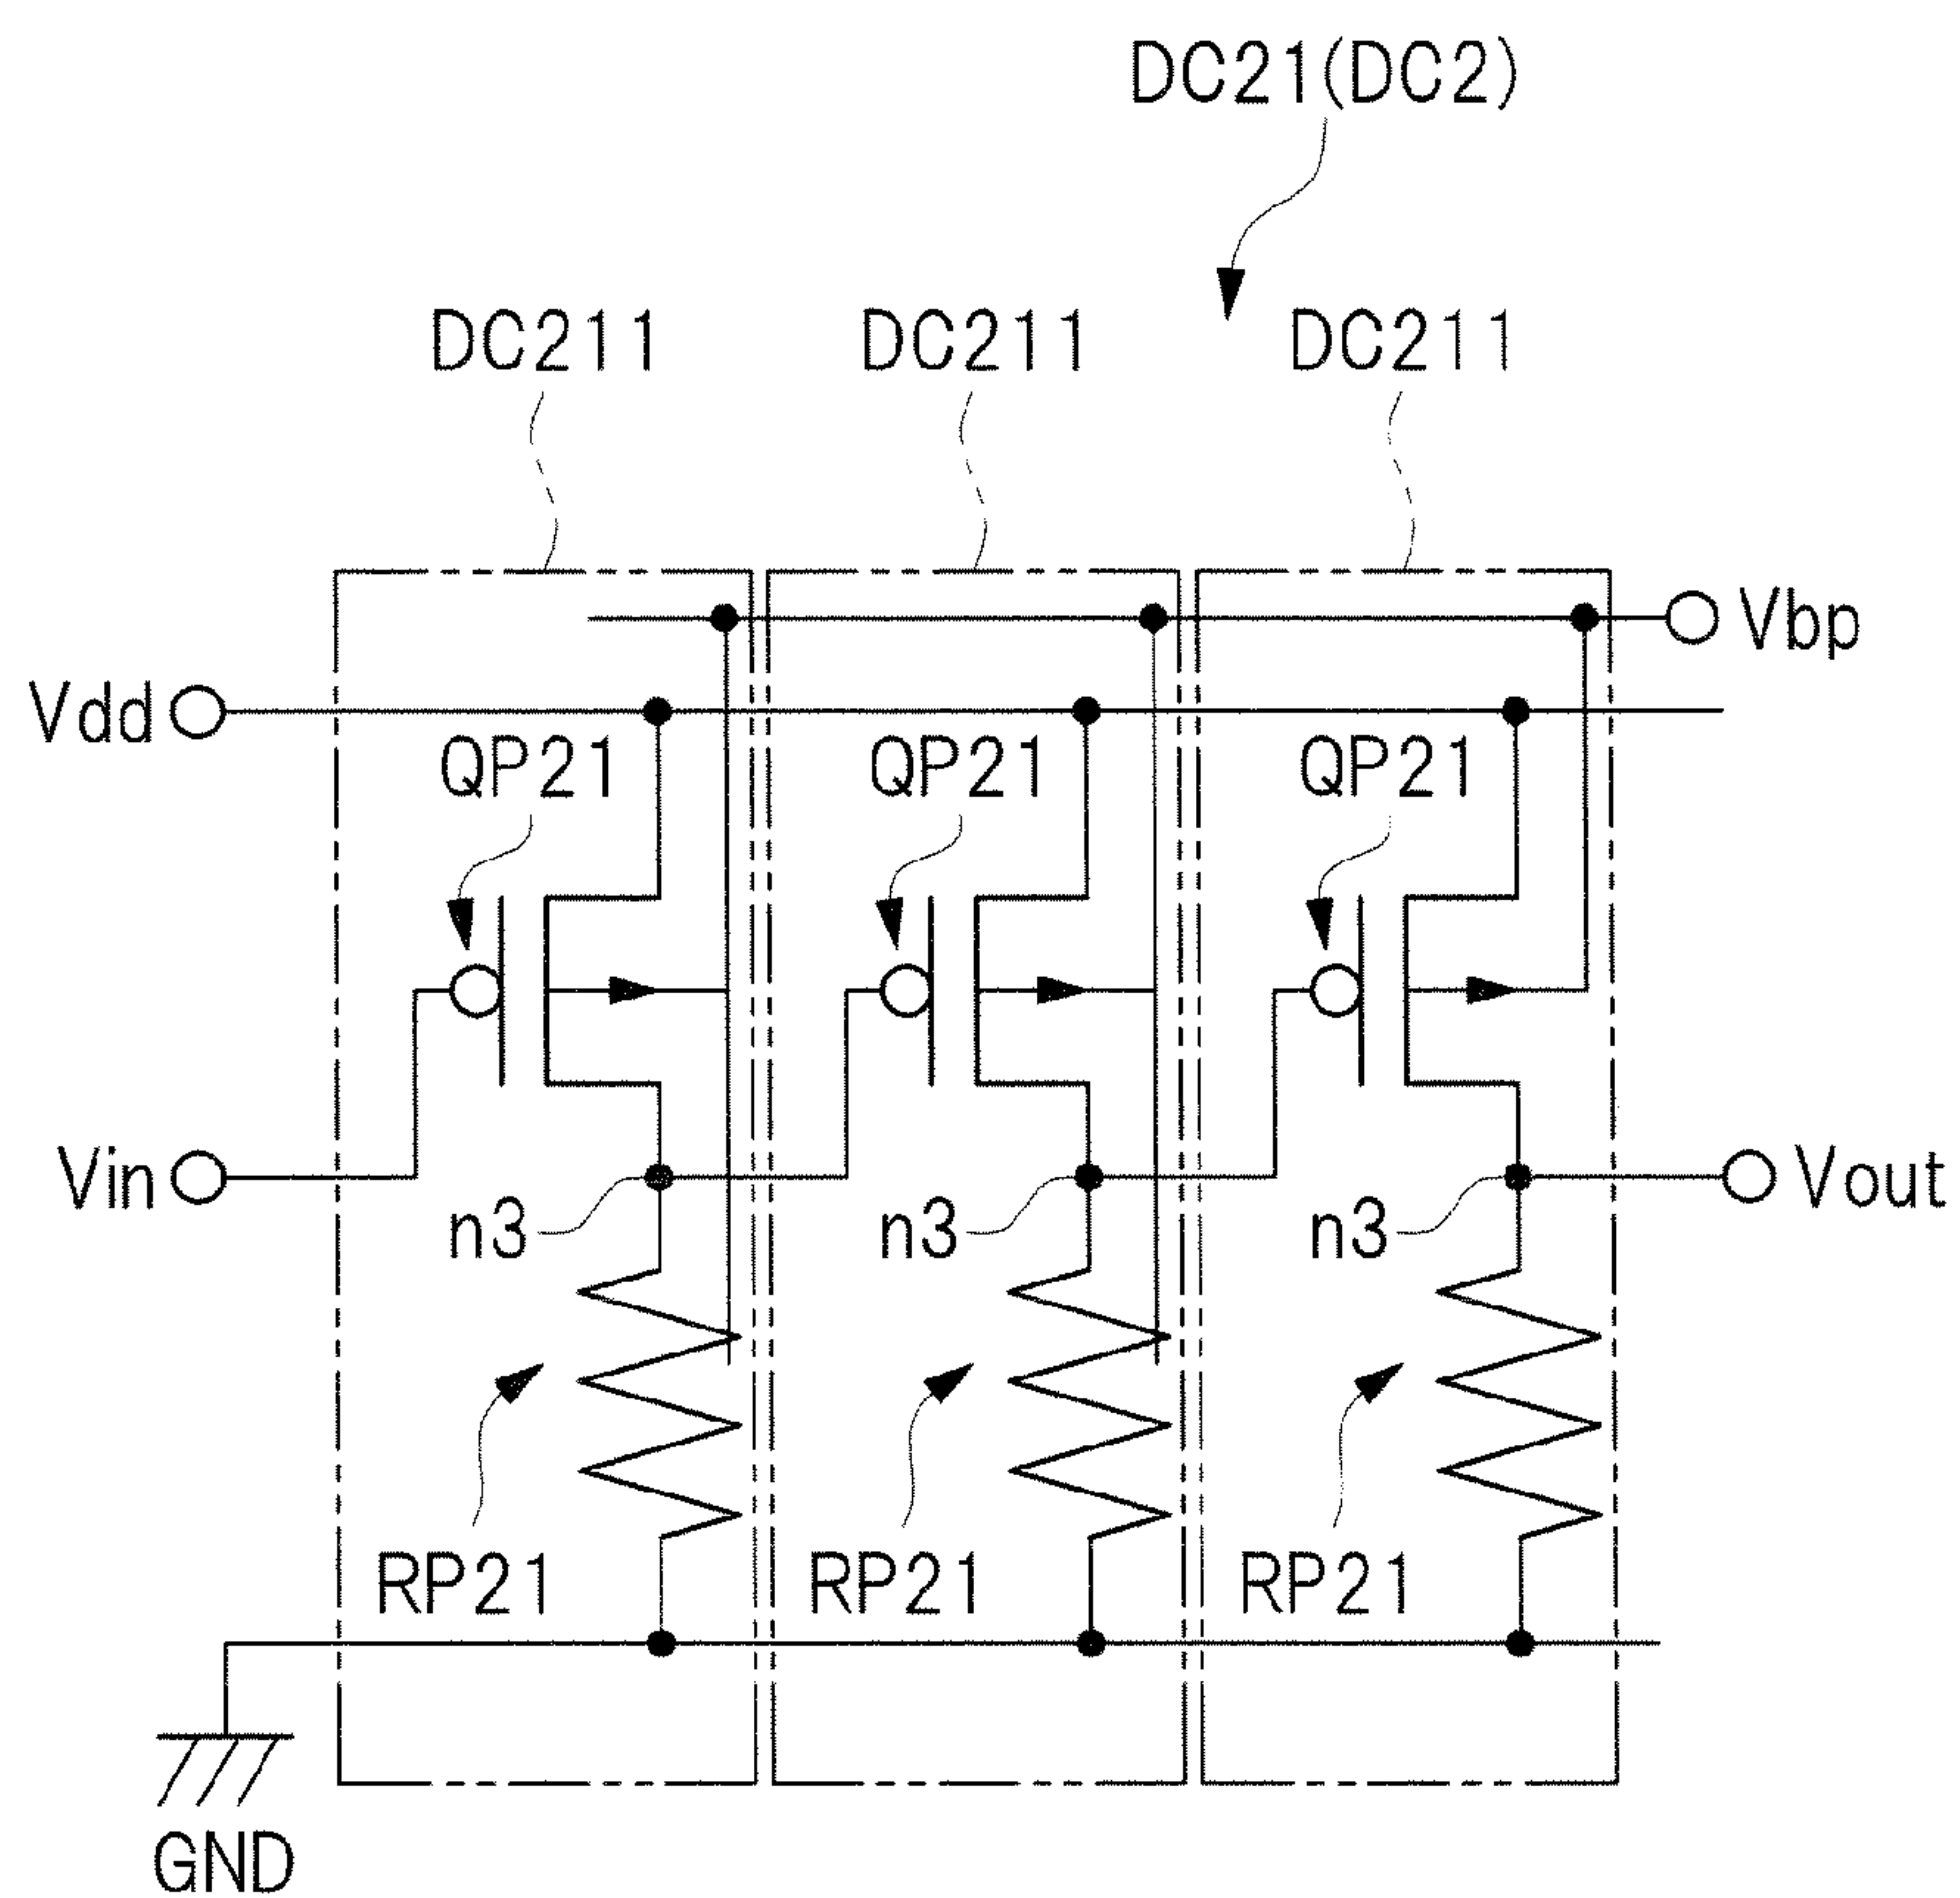 DC21(DC2)
DC211 DC211 DC211
Vbp
Vdd
QP21 QP21 QP21
Vin Vout
n3 n3 n3
RP21 RP21 RP21
GND